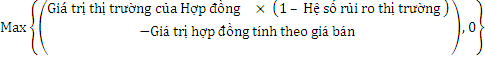 Max {(Giá trị thị trường của Hợp đồng × (1 − Hệ số rủi ro thị trường)
−Giá trị hợp đồng tính theo giá bán), 0}